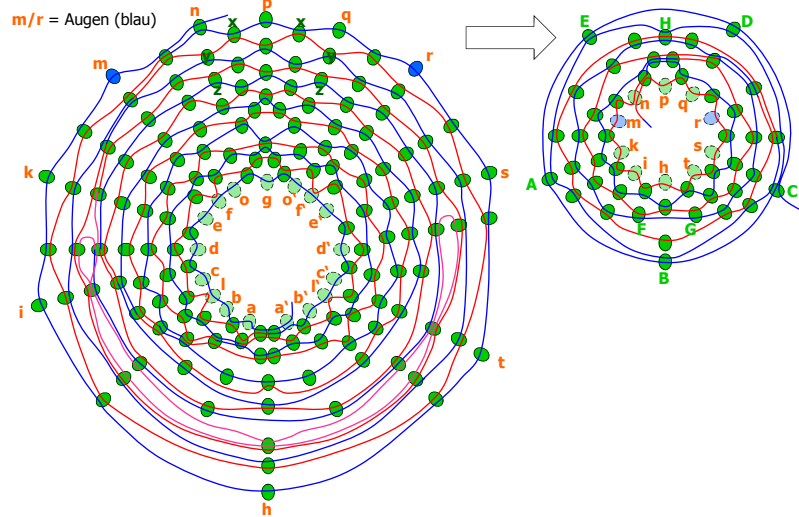 m/r = Augen (blau)
n
x
p
x
q
m
y
y
r
z
z
k
s
i
t
h
o
g
o`
f
f`
e
e`
d
d`
c
c`
l
l`
b
b`
a
a`
E
H
D
l
n
p
q
m
r
k
s
i
h
t
A
C
F
G
B